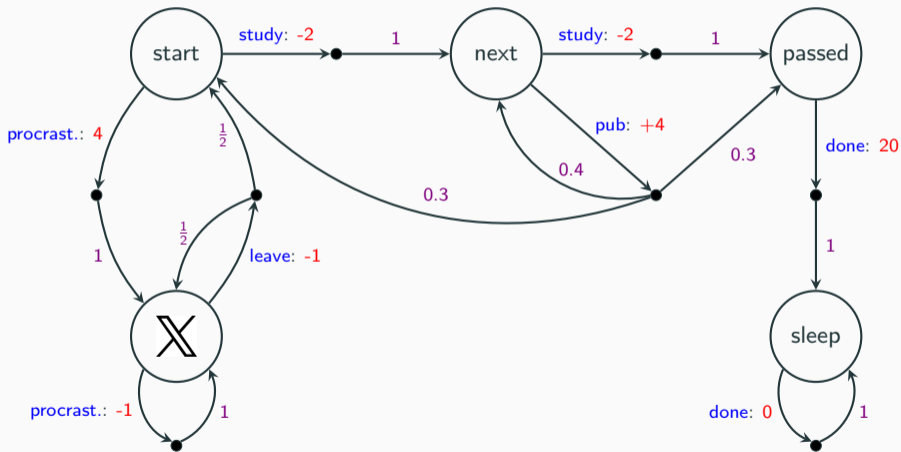 study: -2
1
study: -2
1
start
next
passed
procrast.: 4
1/2
pub: +4
done: 20
0.4
0.3
0.3
1/2
1
leave: -1
1
𝕏
sleep
procrast.: -1
1
done: 0
1